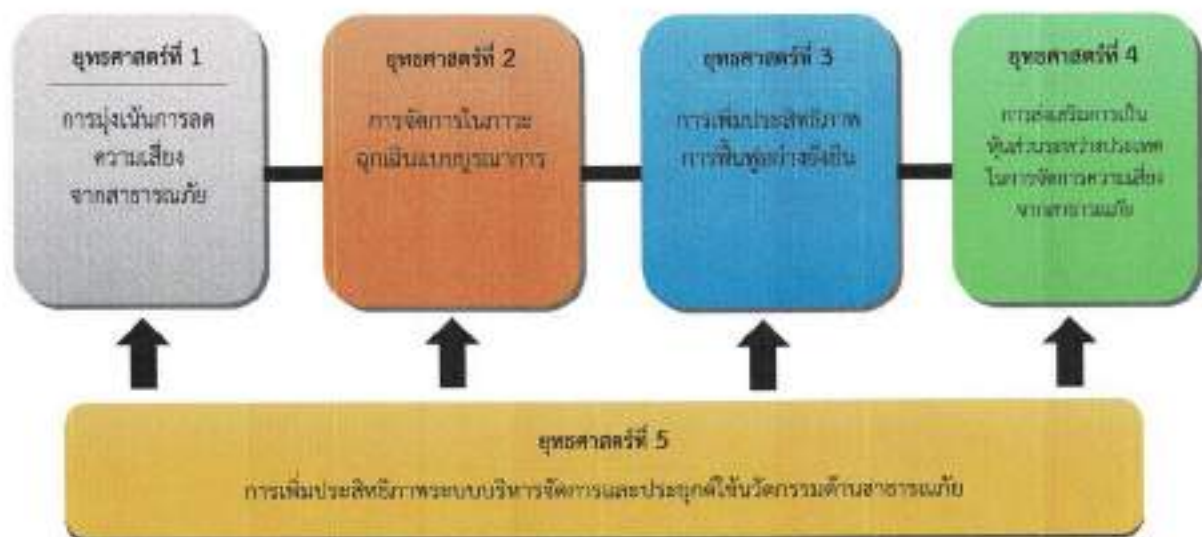 ยุทธศาสตร์ที่ 1
การมุ่งเน้นการลด
ความเสี่ยง
จากสาธารณภัย
ยุทธศาสตร์ที่ 2
การจัดการในภาวะ
ฉุกเฉินแบบบูรณาการ
ยุทธศาสตร์ที่ 3
การเพิ่มประสิทธิภาพ
การฟื้นฟูอย่างยั่งยืน
ยุทธศาสตร์ที่ 4
การส่งเสริมการเป็น
หุ้นส่วนระหว่างประเทศ
ในการจัดการความเสี่ยง
จากสาธารณภัย
ยุทธศาสตร์ที่ 5
การเพิ่มประสิทธิภาพระบบบริหารจัดการและประยุกต์ใช้นวัตกรรมด้านสาธารณภัย